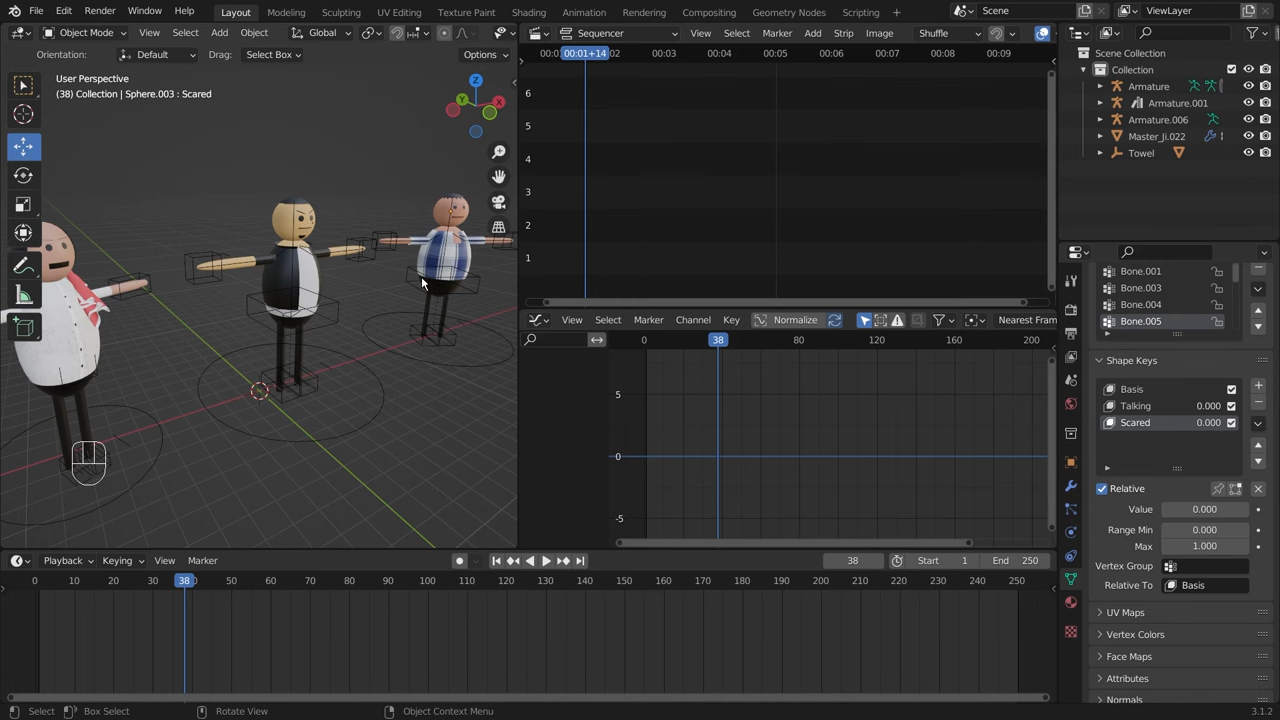 File Edit Render Window Help Layout Modeling Sculpting UV Editing Texture Paint Shading Animation Rendering Compositing Geometry Nodes Scripting + Scene ViewLayer
Object Mode View Select Add Object Global
Orientation: Default Drag: Select Box Options
User Perspective
(38) Collection | Sphere.003 : Scared
Z
Y
X
Sequencer View Select Marker Add Strip Image Shuffle
00:01+14 02 00:03 00:04 00:05 00:06 00:07 00:08 00:09
6
5
4
3
2
1
View Select Marker Channel Key Normalize Nearest Fram
0 38 80 120 160 200
5
0
-5
Scene Collection
Collection
Armature
Armature.001
Armature.006
Master_Ji.022
Towel
Bone.001
Bone.003
Bone.004
Bone.005
Shape Keys
Basis
Talking 0.000
Scared 0.000
Relative
Value 0.000
Range Min 0.000
Max 1.000
Vertex Group
Relative To Basis
UV Maps
Vertex Colors
Face Maps
Attributes
Normals
Playback Keying View Marker 38 Start 1 End 250
0 10 20 30 38 50 60 70 80 90 100 110 120 130 140 150 160 170 180 190 200 210 220 230 240 250
Select Box Select Rotate View Object Context Menu 3.1.2